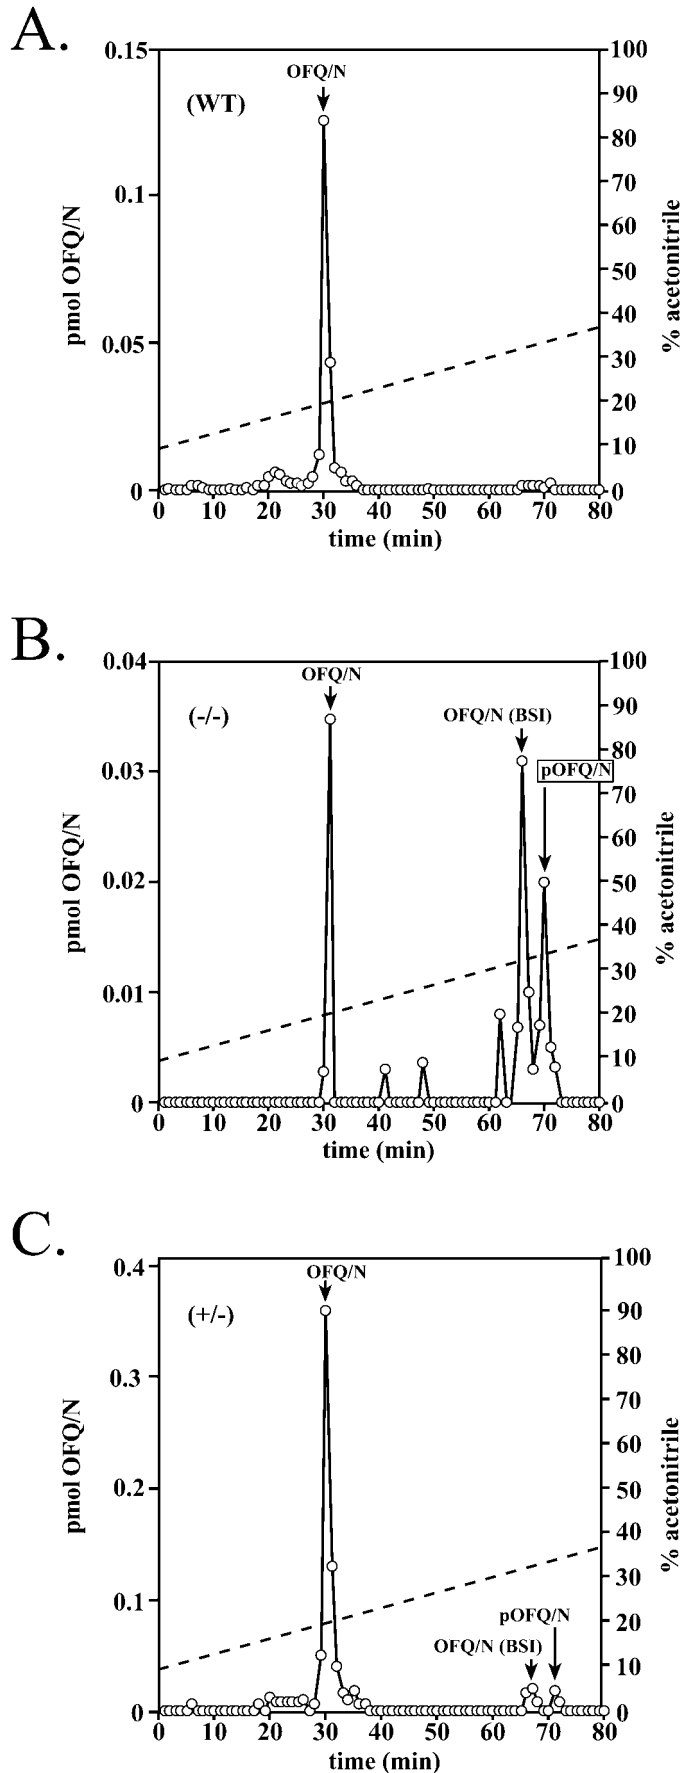 A.
0.15
100
OFQ/N
(WT)
90
80
70
0.1
60
pmol OFQ/N
% acetonitrile
50
40
0.05
30
20
10
0
0
0 10 20 30 40 50 60 70 80
time (min)
B.
0.04
100
OFQ/N
(-/-)
90
OFQ/N (BSI)
80
0.03
pOFQ/N
70
60
pmol OFQ/N
% acetonitrile
0.02
50
40
30
0.01
20
10
0
0
0 10 20 30 40 50 60 70 80
time (min)
C.
0.4
100
OFQ/N
(+/-)
90
80
0.3
70
60
pmol OFQ/N
% acetonitrile
0.2
50
40
30
0.1
20
pOFQ/N
OFQ/N (BSI)
10
0
0
0 10 20 30 40 50 60 70 80
time (min)